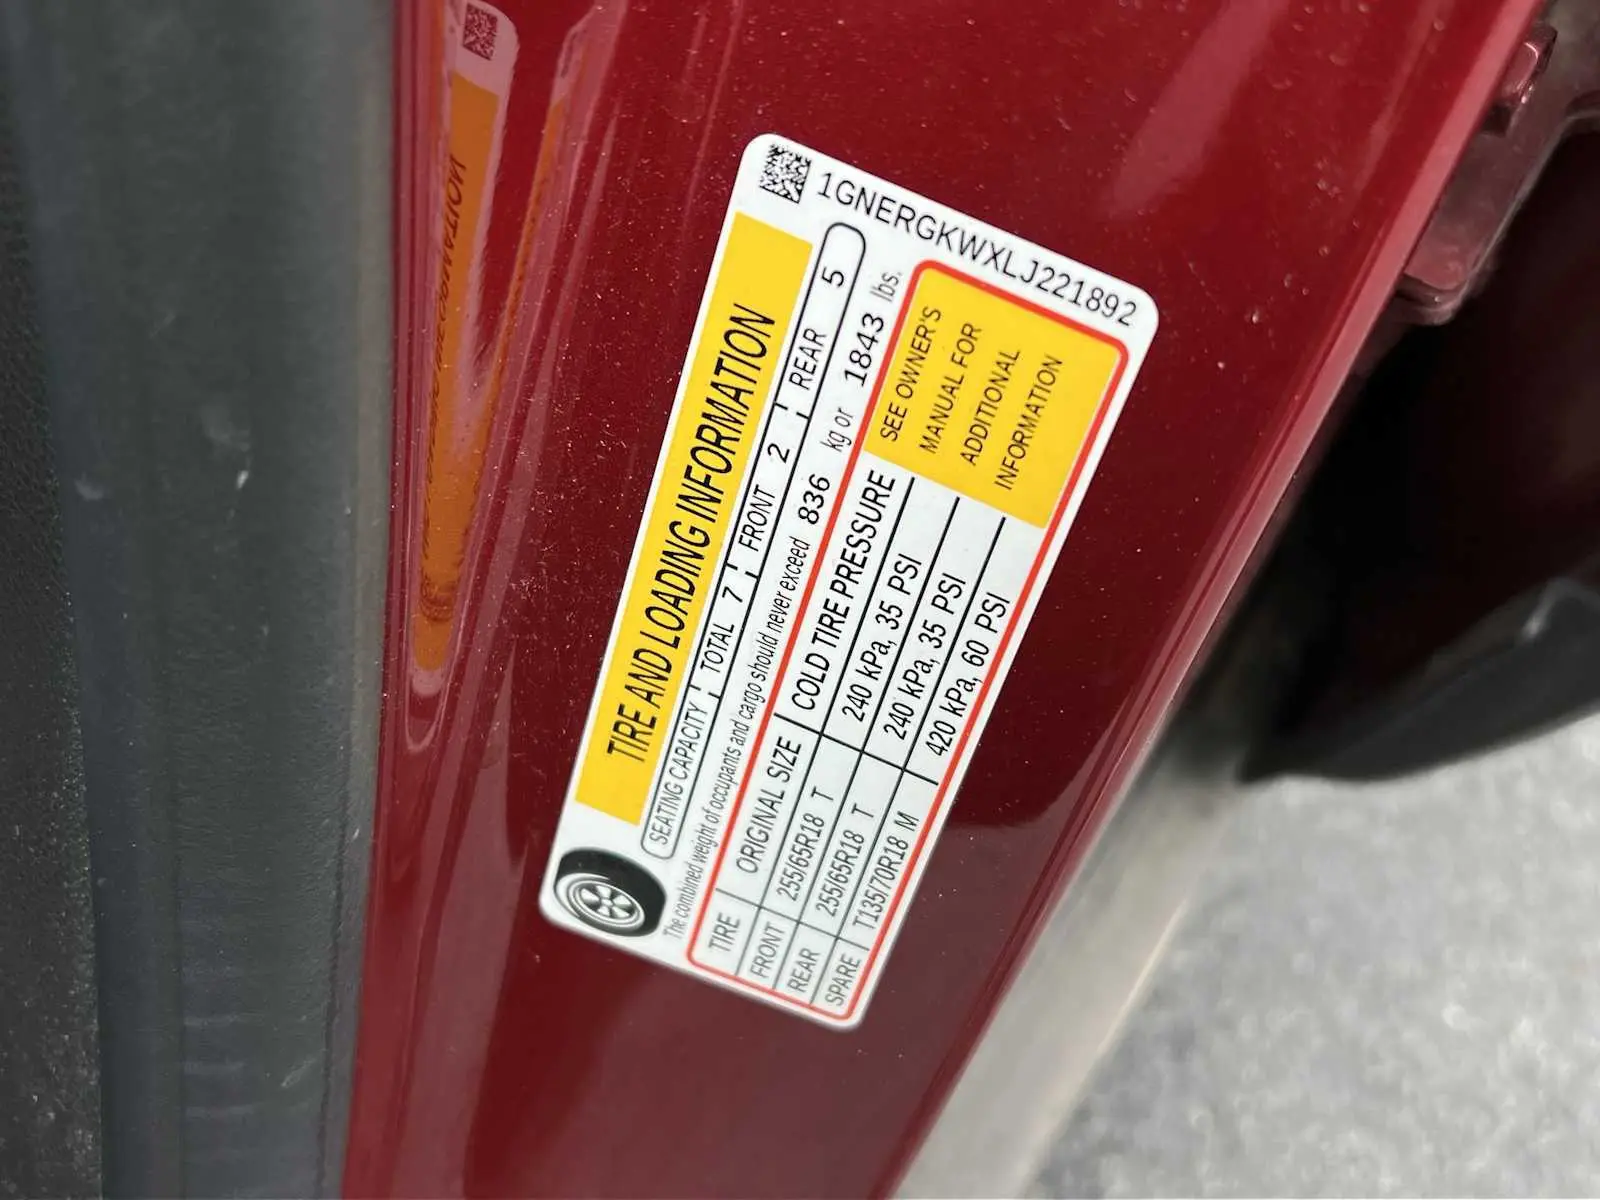 1GNERGKWXLJ221892
TIRE AND LOADING INFORMATION
SEATING CAPACITY TOTAL 7 FRONT 2 REAR 5
The combined weight of occupants and cargo should never exceed 836 kg or 1843 lbs.
TIRE ORIGINAL SIZE COLD TIRE PRESSURE
FRONT 255/65R18 T 240 kPa, 35 PSI
REAR 255/65R18 T 240 kPa, 35 PSI
SPARE T135/70R18 M 420 kPa, 60 PSI
SEE OWNER'S
MANUAL FOR
ADDITIONAL
INFORMATION